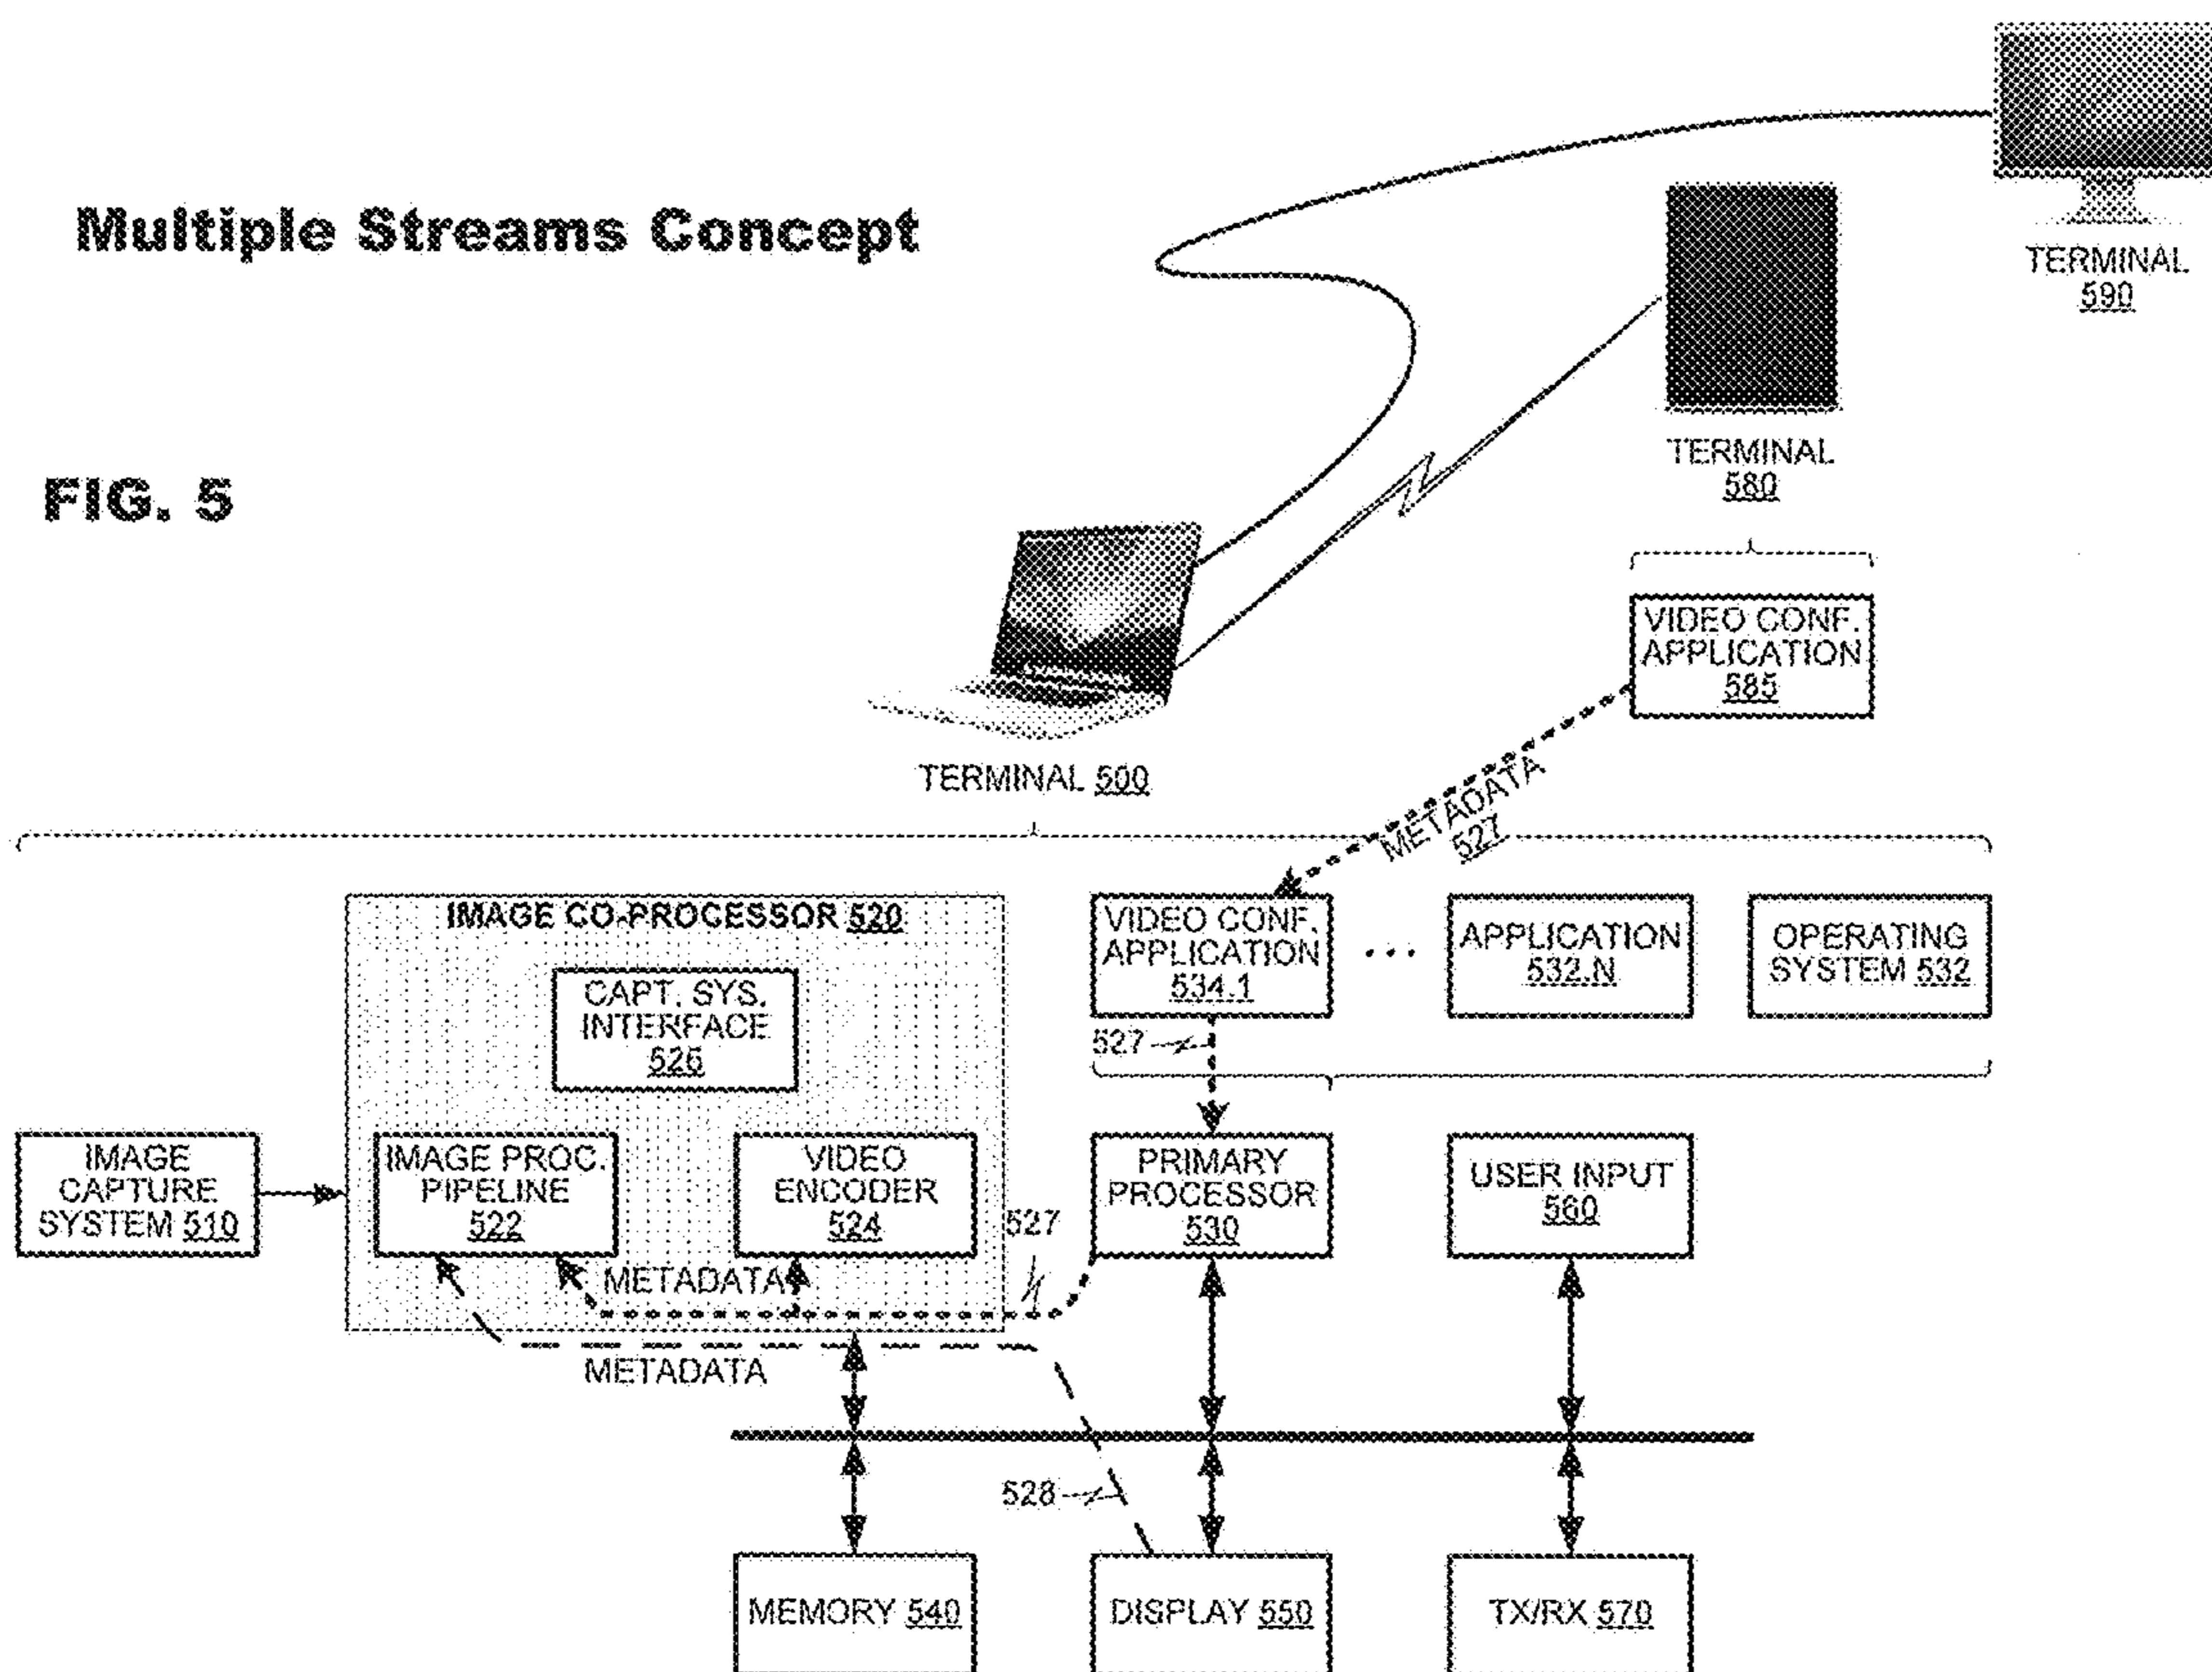 Multiple Streams Concept
FIG. 5
TERMINAL
590
TERMINAL
580
VIDEO CONF.
APPLICATION
585
METADATA
527
TERMINAL 500
IMAGE CO-PROCESSOR 520
CAPT. SYS.
INTERFACE
526
VIDEO CONF.
APPLICATION
534.1
...
APPLICATION
532.N
OPERATING
SYSTEM 532
527
IMAGE
CAPTURE
SYSTEM 510
IMAGE PROC.
PIPELINE
522
VIDEO
ENCODER
524
527
PRIMARY
PROCESSOR
530
USER INPUT
560
METADATA
METADATA
528
MEMORY 540
DISPLAY 550
TX/RX 570